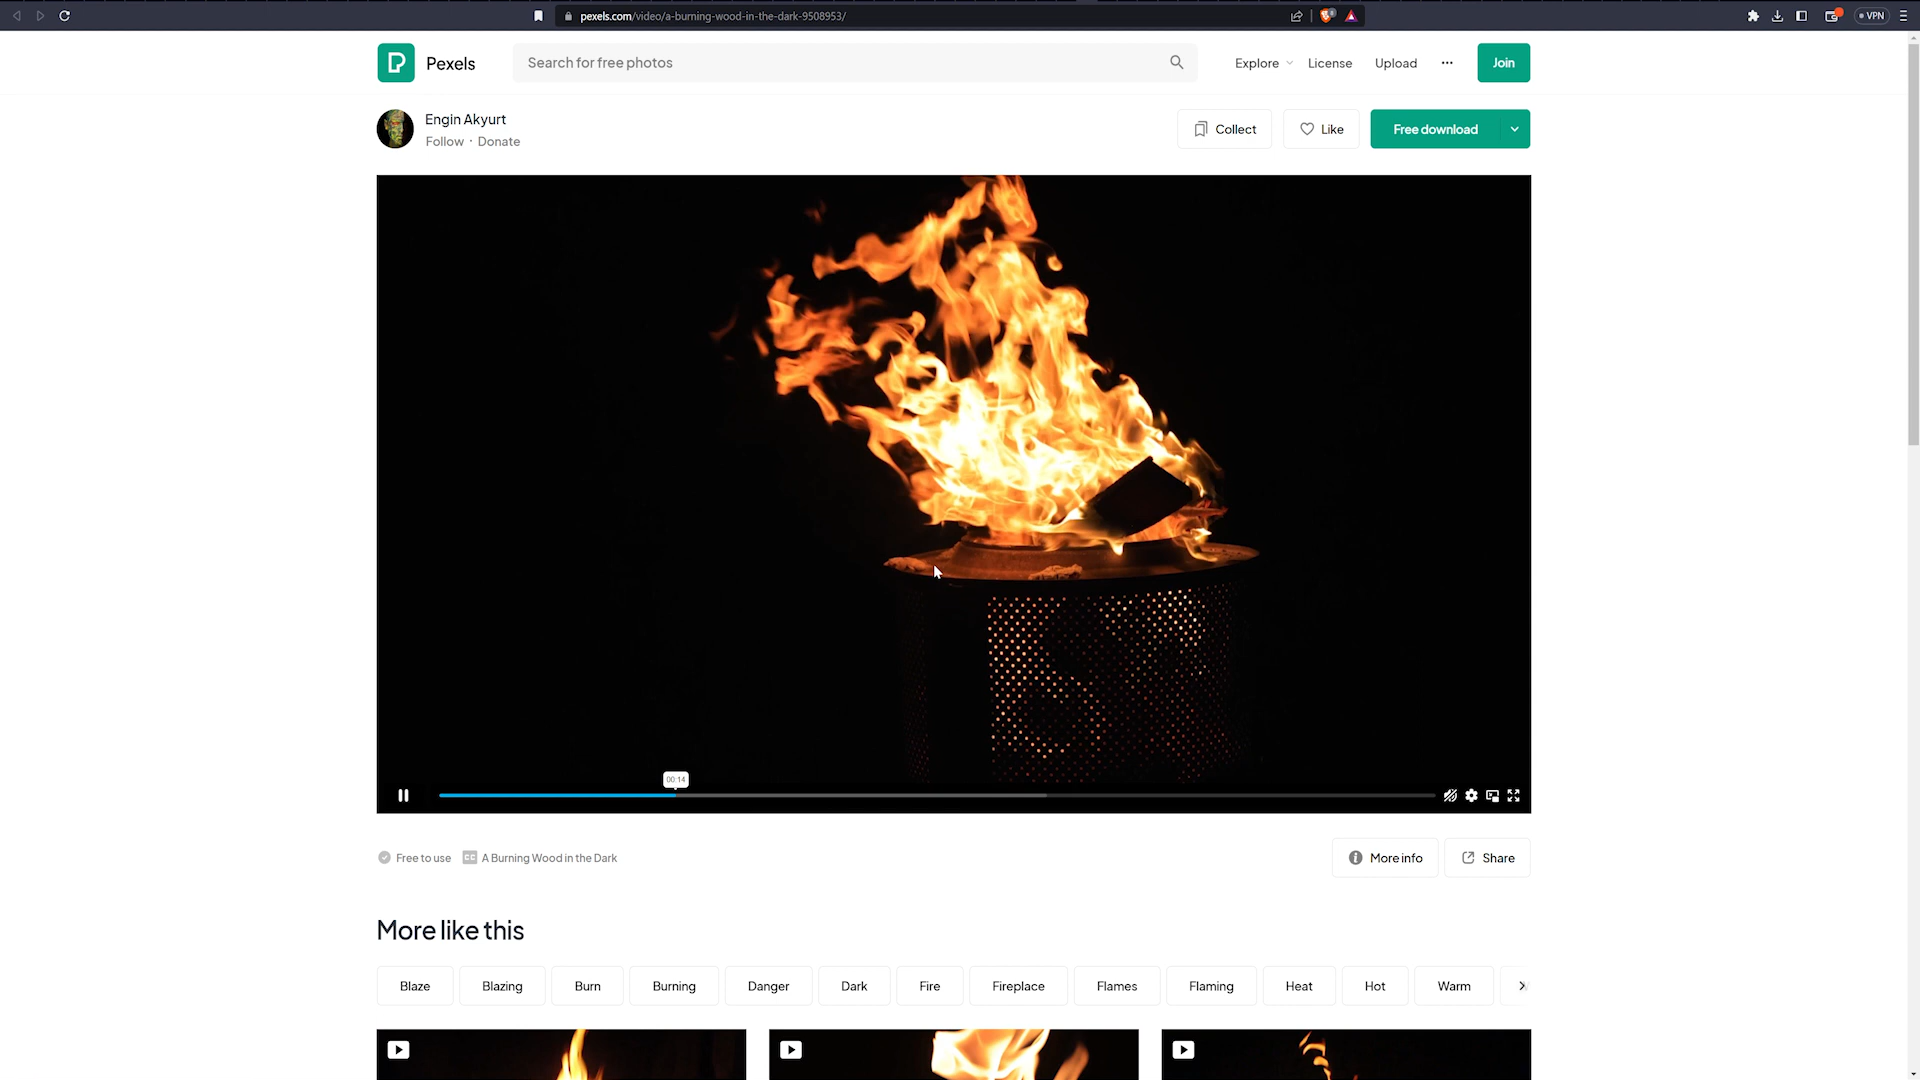 pexels.com/video/a-burning-wood-in-the-dark-9508953/
VPN
Pexels
Search for free photos
Explore
License
Upload
Join
Engin Akyurt
Follow · Donate
Collect
Like
Free download
00:14
Free to use
CC
A Burning Wood in the Dark
More info
Share
More like this
Blaze
Blazing
Burn
Burning
Danger
Dark
Fire
Fireplace
Flames
Flaming
Heat
Hot
Warm